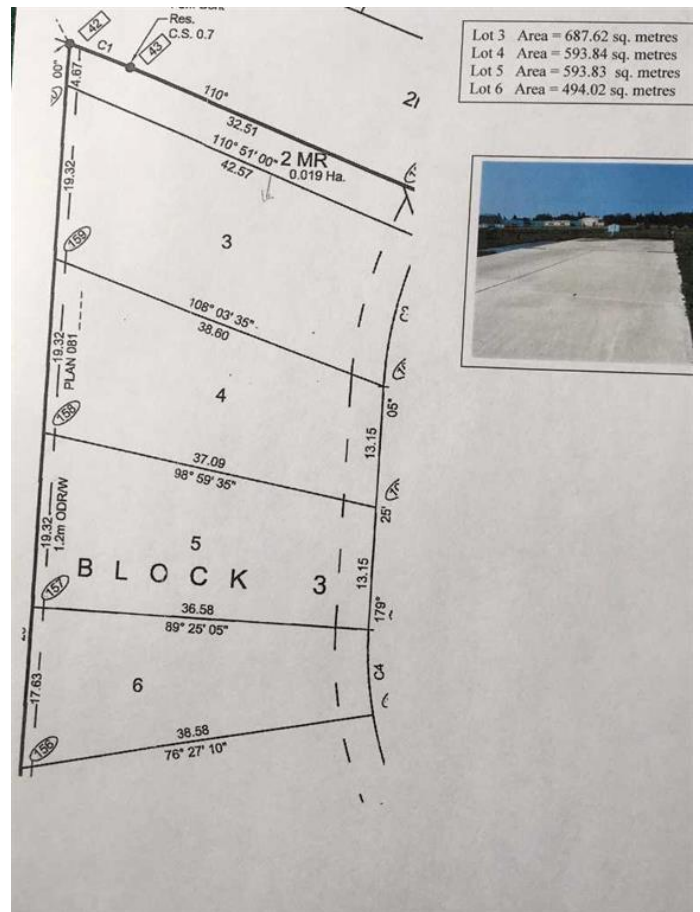 42
C1
43
Res.
C.S. 0.7
00"
4.67
110°
32.51
110° 51' 00"
2 MR
0.019 Ha.
42.57
19.32
3
159
108° 03' 35"
38.60
19.32
PLAN 081
4
05"
13.15
158
37.09
98° 59' 35"
25'
19.32
1.2m ODR/W
5
BLOCK 3
13.15
157
36.58
89° 25' 05"
179°
C4
17.63
6
156
38.58
76° 27' 10"
Lot 3 Area = 687.62 sq. metres
Lot 4 Area = 593.84 sq. metres
Lot 5 Area = 593.83 sq. metres
Lot 6 Area = 494.02 sq. metres